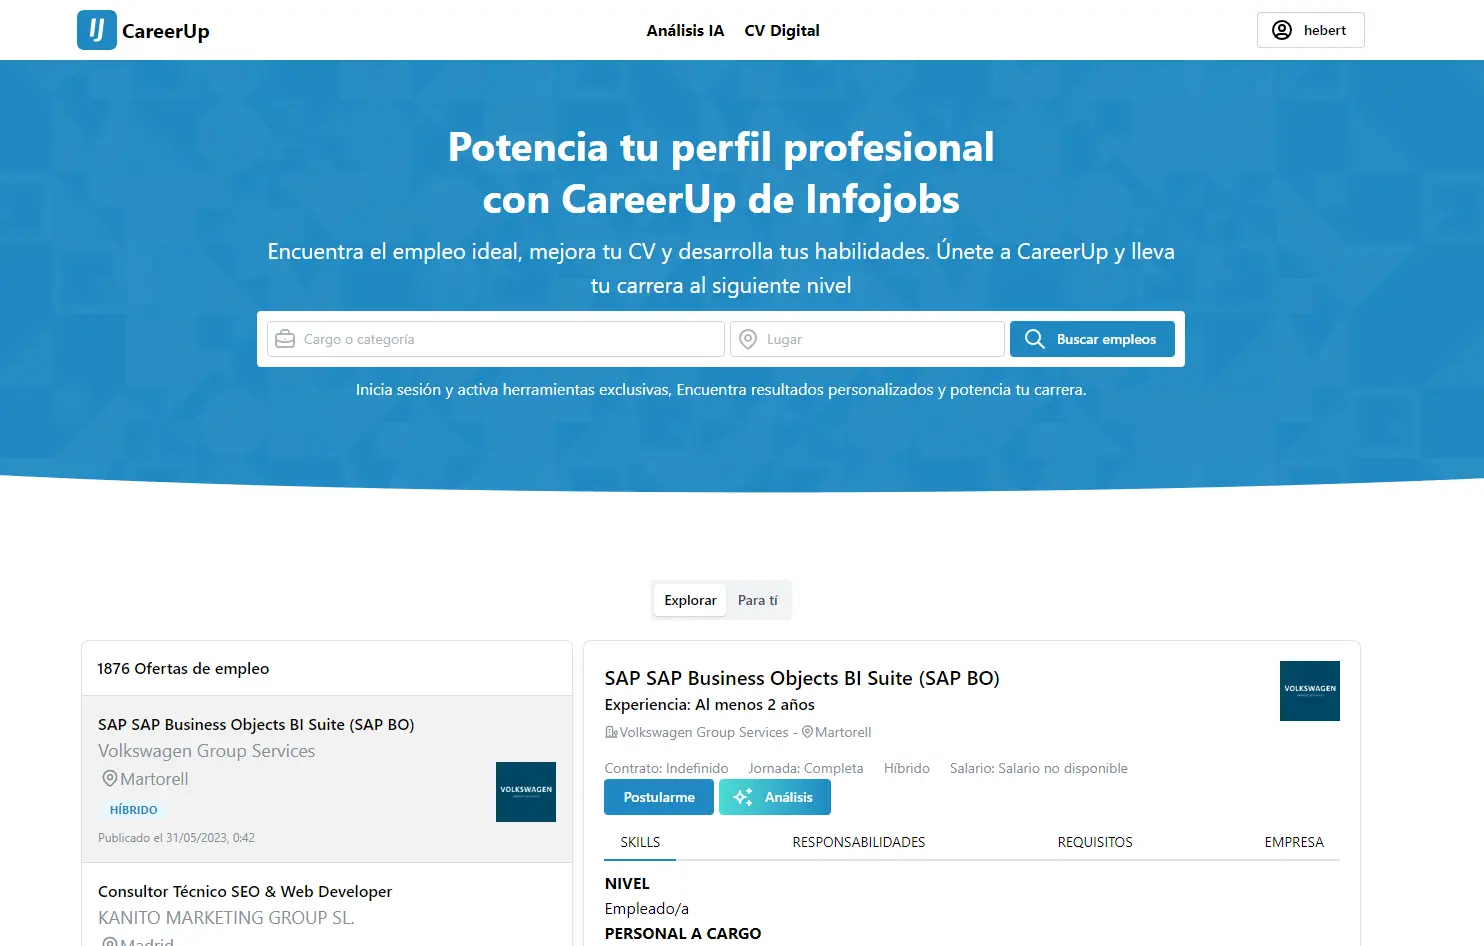 IJ CareerUp
Análisis IA CV Digital
hebert
Potencia tu perfil profesional
con CareerUp de Infojobs
Encuentra el empleo ideal, mejora tu CV y desarrolla tus habilidades. Únete a CareerUp y lleva
tu carrera al siguiente nivel
Cargo o categoría
Lugar
Buscar empleos
Inicia sesión y activa herramientas exclusivas, Encuentra resultados personalizados y potencia tu carrera.
Explorar Para tí
1876 Ofertas de empleo
SAP SAP Business Objects BI Suite (SAP BO)
Volkswagen Group Services
Martorell
HÍBRIDO
Publicado el 31/05/2023, 0:42
VOLKSWAGEN
Consultor Técnico SEO & Web Developer
KANITO MARKETING GROUP SL.
Madrid
SAP SAP Business Objects BI Suite (SAP BO)
Experiencia: Al menos 2 años
Volkswagen Group Services - Martorell
VOLKSWAGEN
Contrato: Indefinido Jornada: Completa Híbrido Salario: Salario no disponible
Postularme Análisis
SKILLS RESPONSABILIDADES REQUISITOS EMPRESA
NIVEL
Empleado/a
PERSONAL A CARGO